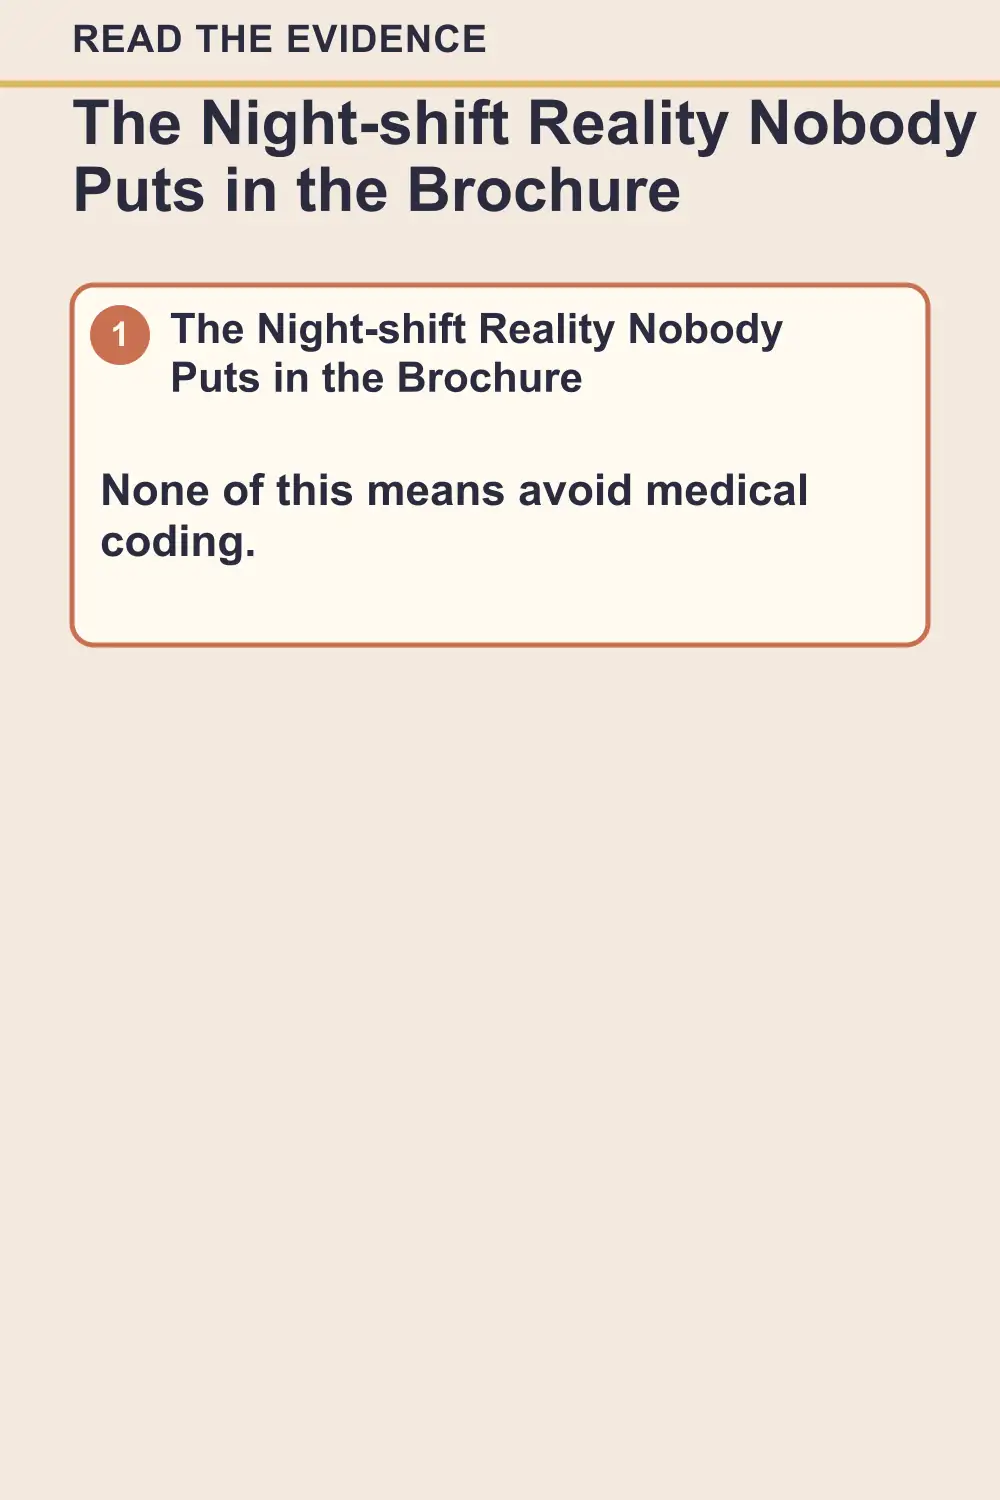 READ THE EVIDENCE
The Night-shift Reality Nobody
Puts in the Brochure
1
The Night-shift Reality Nobody
Puts in the Brochure
None of this means avoid medical
coding.